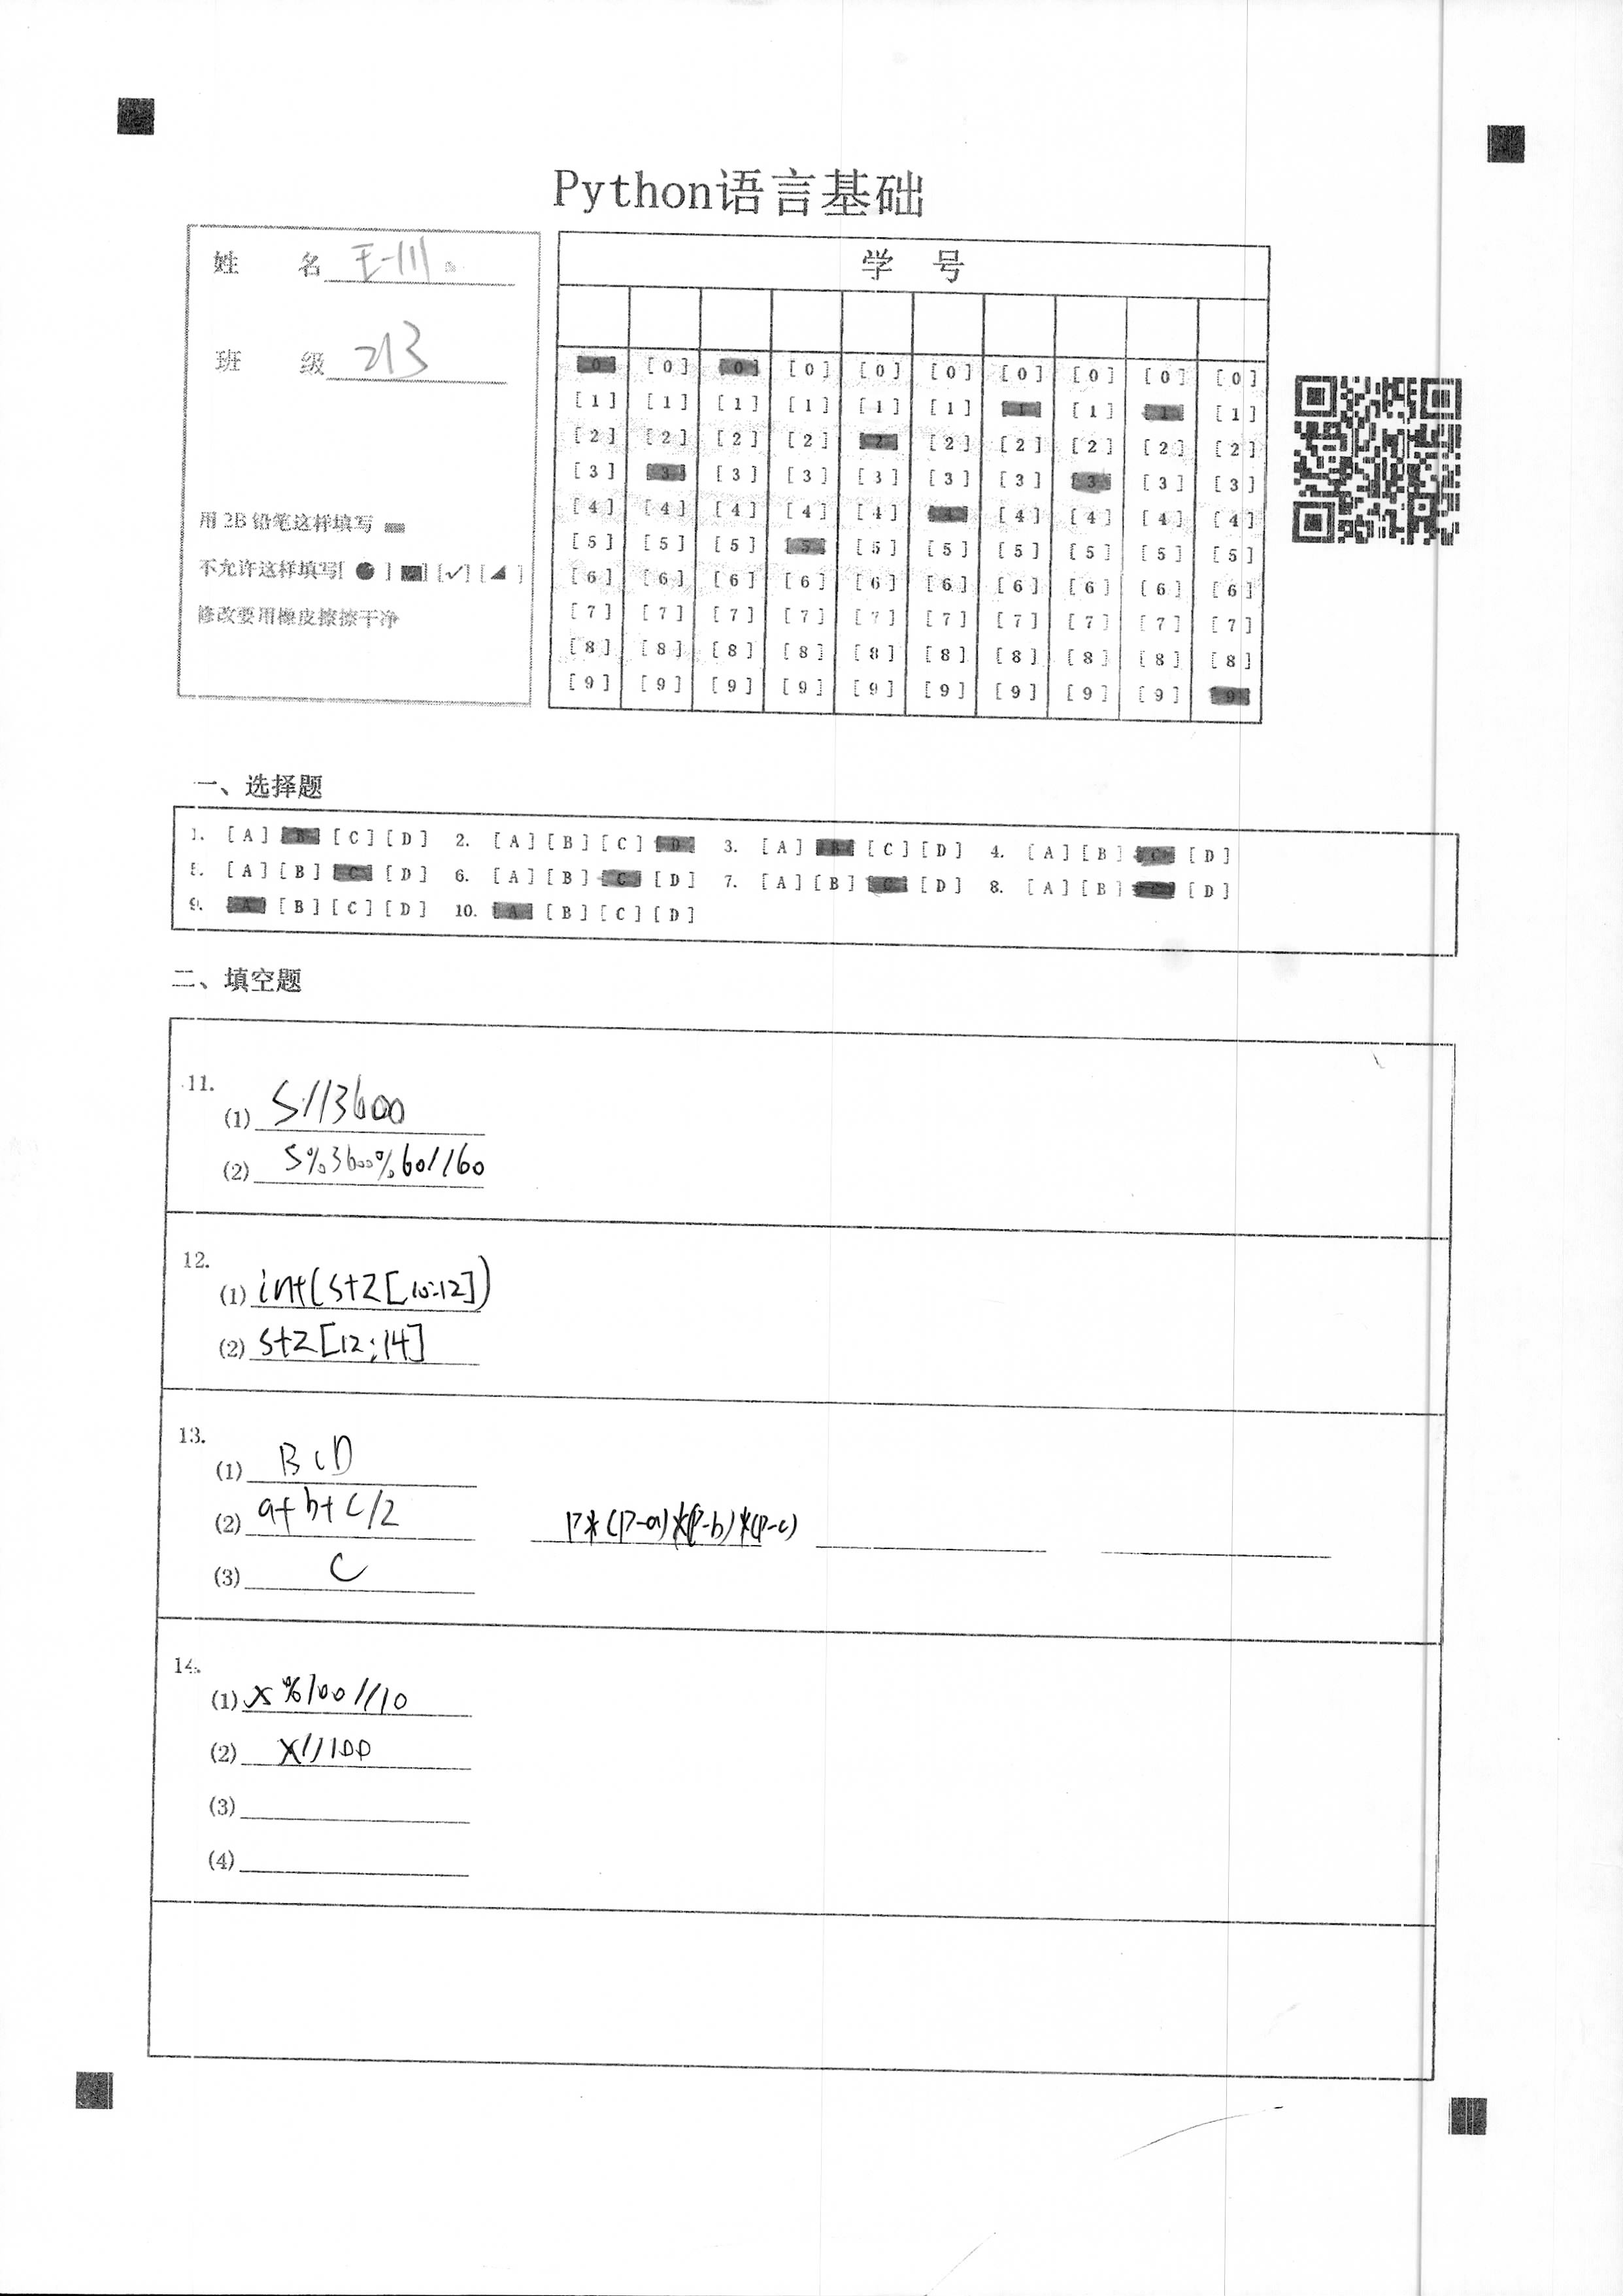 Python语言基础
姓 名 王一川
班 级 213
用 2B 铅笔这样填写
不允许这样填写[ ● ] [■] [✓] [◢ ]
修改要用橡皮擦擦干净
学 号
[0] [0] [0] [0] [0] [0] [0] [0] [0] [0]
[1] [1] [1] [1] [1] [1] [1] [1] [1] [1]
[2] [2] [2] [2] [2] [2] [2] [2] [2] [2]
[3] [3] [3] [3] [3] [3] [3] [3] [3] [3]
[4] [4] [4] [4] [4] [4] [4] [4] [4] [4]
[5] [5] [5] [5] [5] [5] [5] [5] [5] [5]
[6] [6] [6] [6] [6] [6] [6] [6] [6] [6]
[7] [7] [7] [7] [7] [7] [7] [7] [7] [7]
[8] [8] [8] [8] [8] [8] [8] [8] [8] [8]
[9] [9] [9] [9] [9] [9] [9] [9] [9] [9]
一、选择题
1. [A] [B] [C] [D] 2. [A] [B] [C] [D] 3. [A] [B] [C] [D] 4. [A] [B] [C] [D]
5. [A] [B] [C] [D] 6. [A] [B] [C] [D] 7. [A] [B] [C] [D] 8. [A] [B] [C] [D]
9. [A] [B] [C] [D] 10. [A] [B] [C] [D]
二、填空题
11.
(1) s//3600
(2) s%3600%60//60
12.
(1) int(stz[10:12])
(2) stz[12:14]
13.
(1) BCD
(2) a+b+c/2 p*(p-a)*(p-b)*(p-c)
(3) C
14.
(1) x%100//10
(2) x//100
(3)
(4)